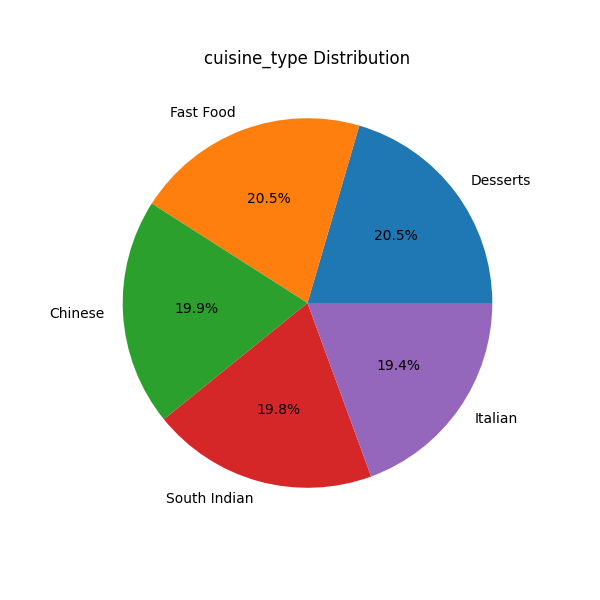 cuisine_type Distribution
Fast Food
Desserts
20.5%
20.5%
Chinese
19.9%
19.8%
19.4%
Italian
South Indian